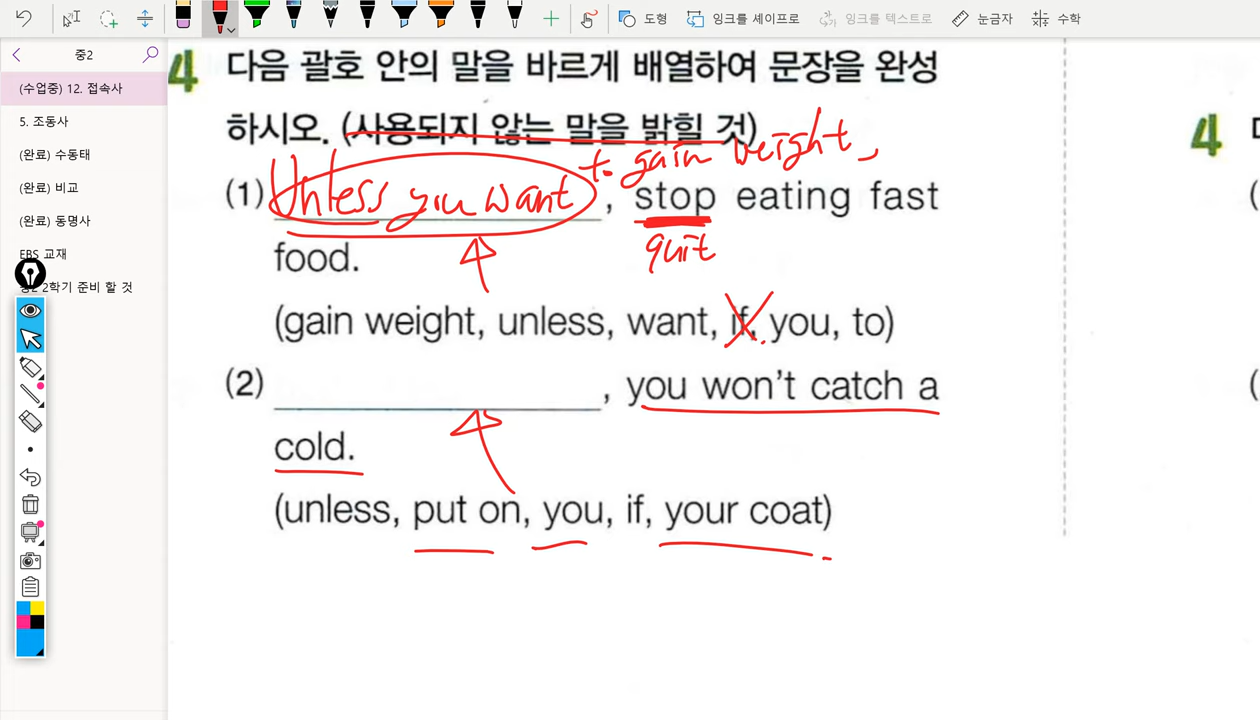 도형
잉크를 셰이프로
잉크를 텍스트로
눈금자
수학
중2
(수업중) 12. 접속사
5. 조동사
(완료) 수동태
(완료) 비교
(완료) 동명사
EBS 교재
2학기 준비 할 것
4 다음 괄호 안의 말을 바르게 배열하여 문장을 완성
하시오. (사용되지 않는 말을 밝힐 것)
to gain weight,
(1) Unless you want, stop eating fast
quit
food.
(gain weight, unless, want, if, you, to)
(2) , you won't catch a
cold.
(unless, put on, you, if, your coat)
4